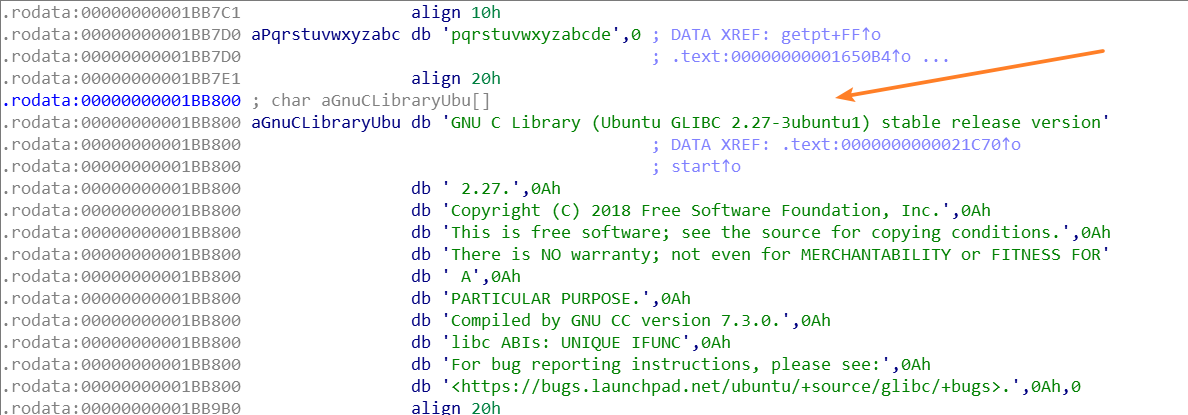 .rodata:00000000001BB7C1 align 10h
.rodata:00000000001BB7D0 aPqrstuvwxyzabc db 'pqrstuvwxyzabcde',0 ; DATA XREF: getpt+FF↑o
.rodata:00000000001BB7D0 ; .text:00000000001650B4↑o ...
.rodata:00000000001BB7E1 align 20h
.rodata:00000000001BB800 ; char aGnuCLibraryUbu[]
.rodata:00000000001BB800 aGnuCLibraryUbu db 'GNU C Library (Ubuntu GLIBC 2.27-3ubuntu1) stable release version'
.rodata:00000000001BB800 ; DATA XREF: .text:0000000000021C70↑o
.rodata:00000000001BB800 ; start↑o
.rodata:00000000001BB800 db ' 2.27.',0Ah
.rodata:00000000001BB800 db 'Copyright (C) 2018 Free Software Foundation, Inc.',0Ah
.rodata:00000000001BB800 db 'This is free software; see the source for copying conditions.',0Ah
.rodata:00000000001BB800 db 'There is NO warranty; not even for MERCHANTABILITY or FITNESS FOR'
.rodata:00000000001BB800 db ' A',0Ah
.rodata:00000000001BB800 db 'PARTICULAR PURPOSE.',0Ah
.rodata:00000000001BB800 db 'Compiled by GNU CC version 7.3.0.',0Ah
.rodata:00000000001BB800 db 'libc ABIs: UNIQUE IFUNC',0Ah
.rodata:00000000001BB800 db 'For bug reporting instructions, please see:',0Ah
.rodata:00000000001BB800 db '<https://bugs.launchpad.net/ubuntu/+source/glibc/+bugs>.',0Ah,0
.rodata:00000000001BB9B0 align 20h